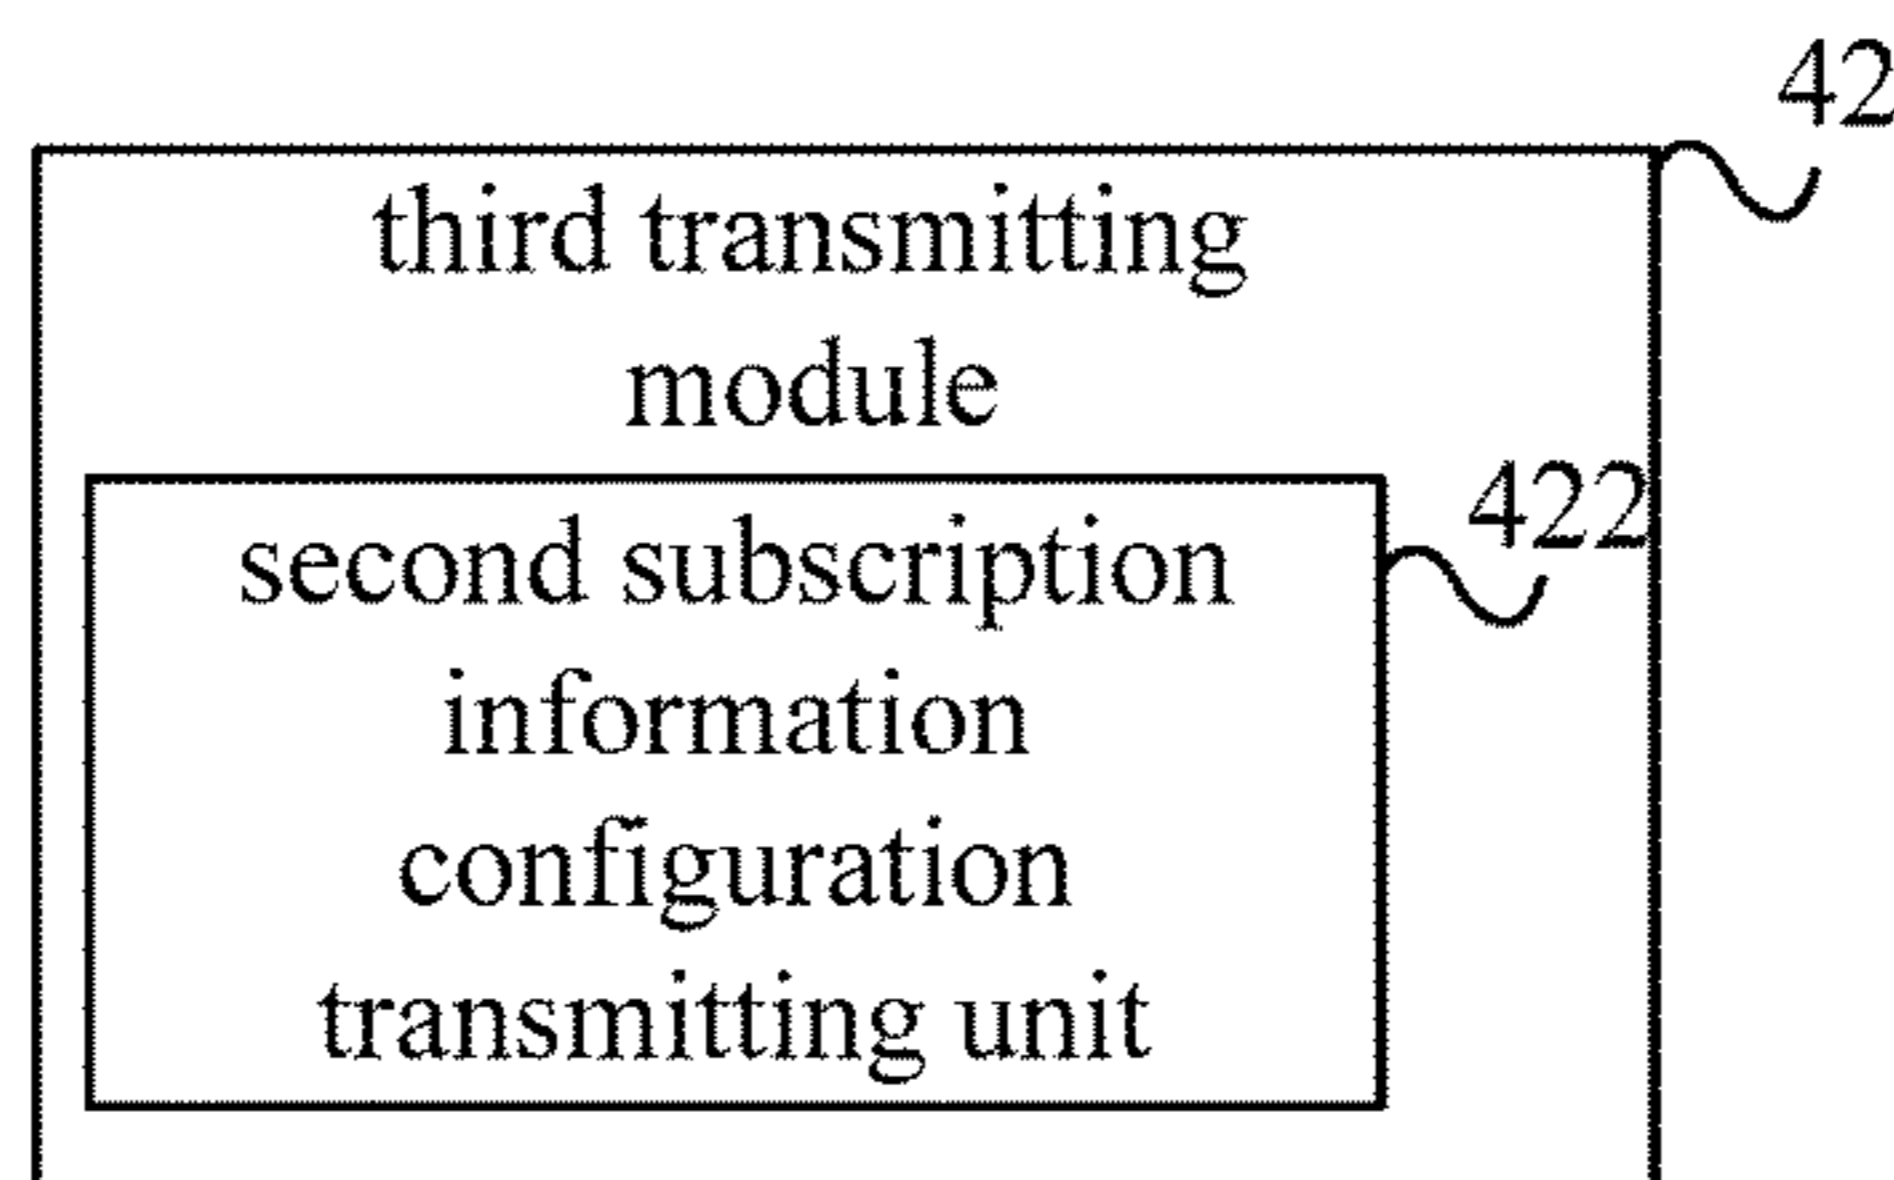 42
third transmitting
module
422
second subscription
information
configuration
transmitting unit